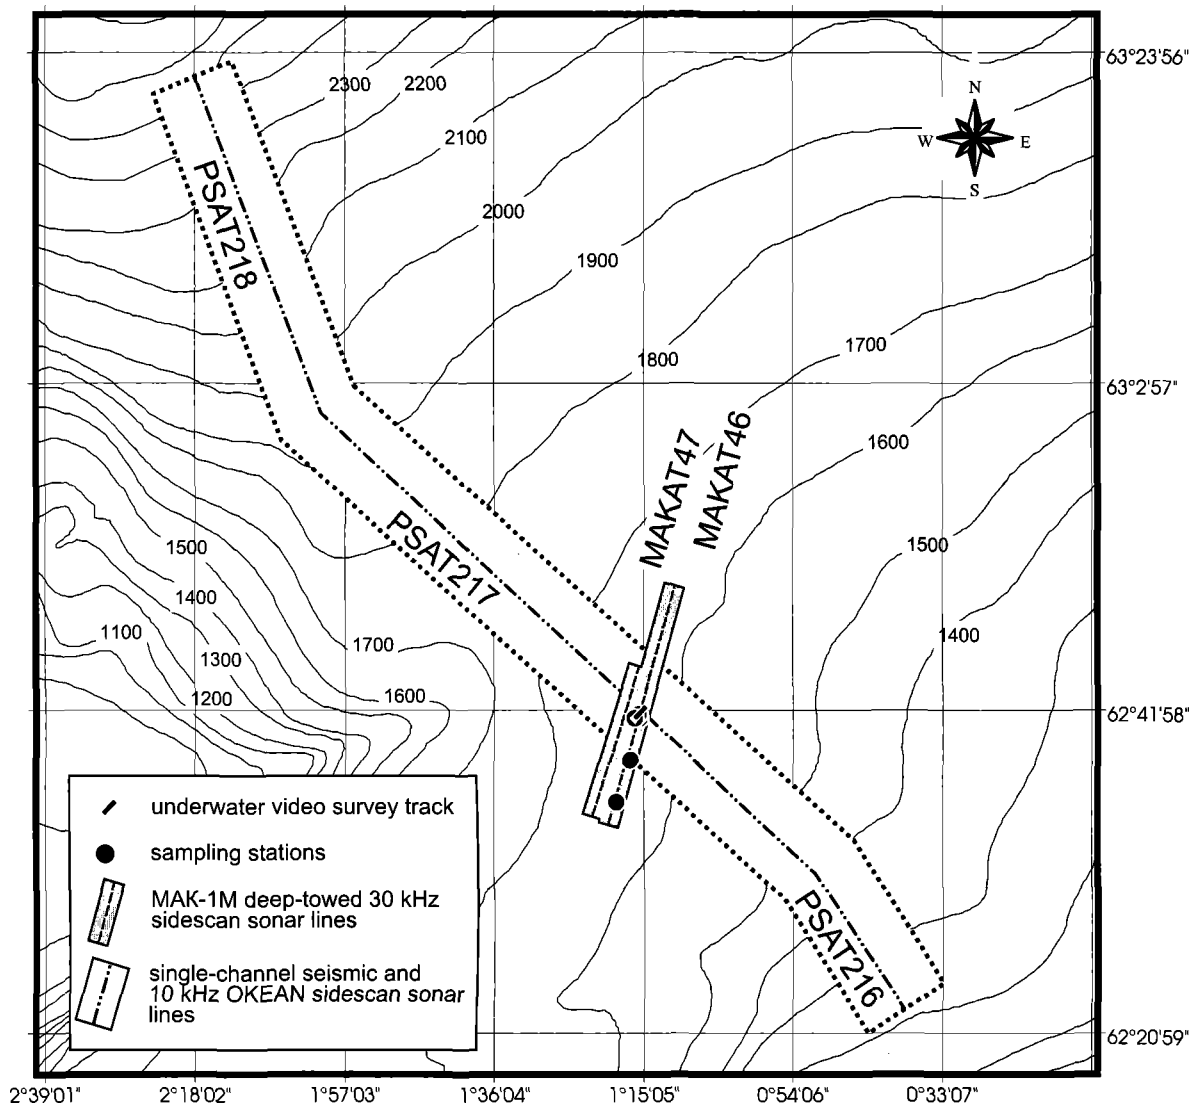 63°23'56"
2300
2200
N
2100
W
E
S
PSAT218
2000
1900
1800
1700
63°2'57"
1600
MAKAT47
MAKAT46
1500
1500
PSAT217
1400
1100
1400
1300
1700
1200
1600
62°41'58"
underwater video survey track
sampling stations
MAK-1M deep-towed 30 kHz
sidescan sonar lines
single-channel seismic and
10 kHz OKEAN sidescan sonar
lines
PSAT216
62°20'59"
2°39'01"
2°18'02"
1°57'03"
1°36'04"
1°15'05"
0°54'06"
0°33'07"